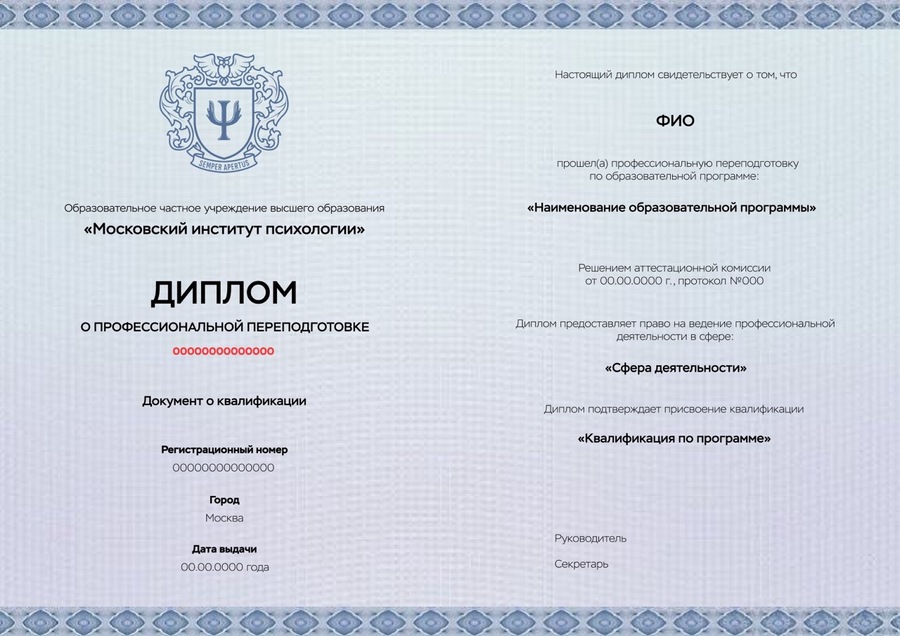 SEMPER APERTUS
Образовательное частное учреждение высшего образования
«Московский институт психологии»
ДИПЛОМ
О ПРОФЕССИОНАЛЬНОЙ ПЕРЕПОДГОТОВКЕ
00000000000000
Документ о квалификации
Регистрационный номер
00000000000000
Город
Москва
Дата выдачи
00.00.0000 года
Настоящий диплом свидетельствует о том, что
ФИО
прошел(а) профессиональную переподготовку
по образовательной программе:
«Наименование образовательной программы»
Решением аттестационной комиссии
от 00.00.0000 г., протокол №000
Диплом предоставляет право на ведение профессиональной
деятельности в сфере:
«Сфера деятельности»
Диплом подтверждает присвоение квалификации
«Квалификация по программе»
Руководитель
Секретарь